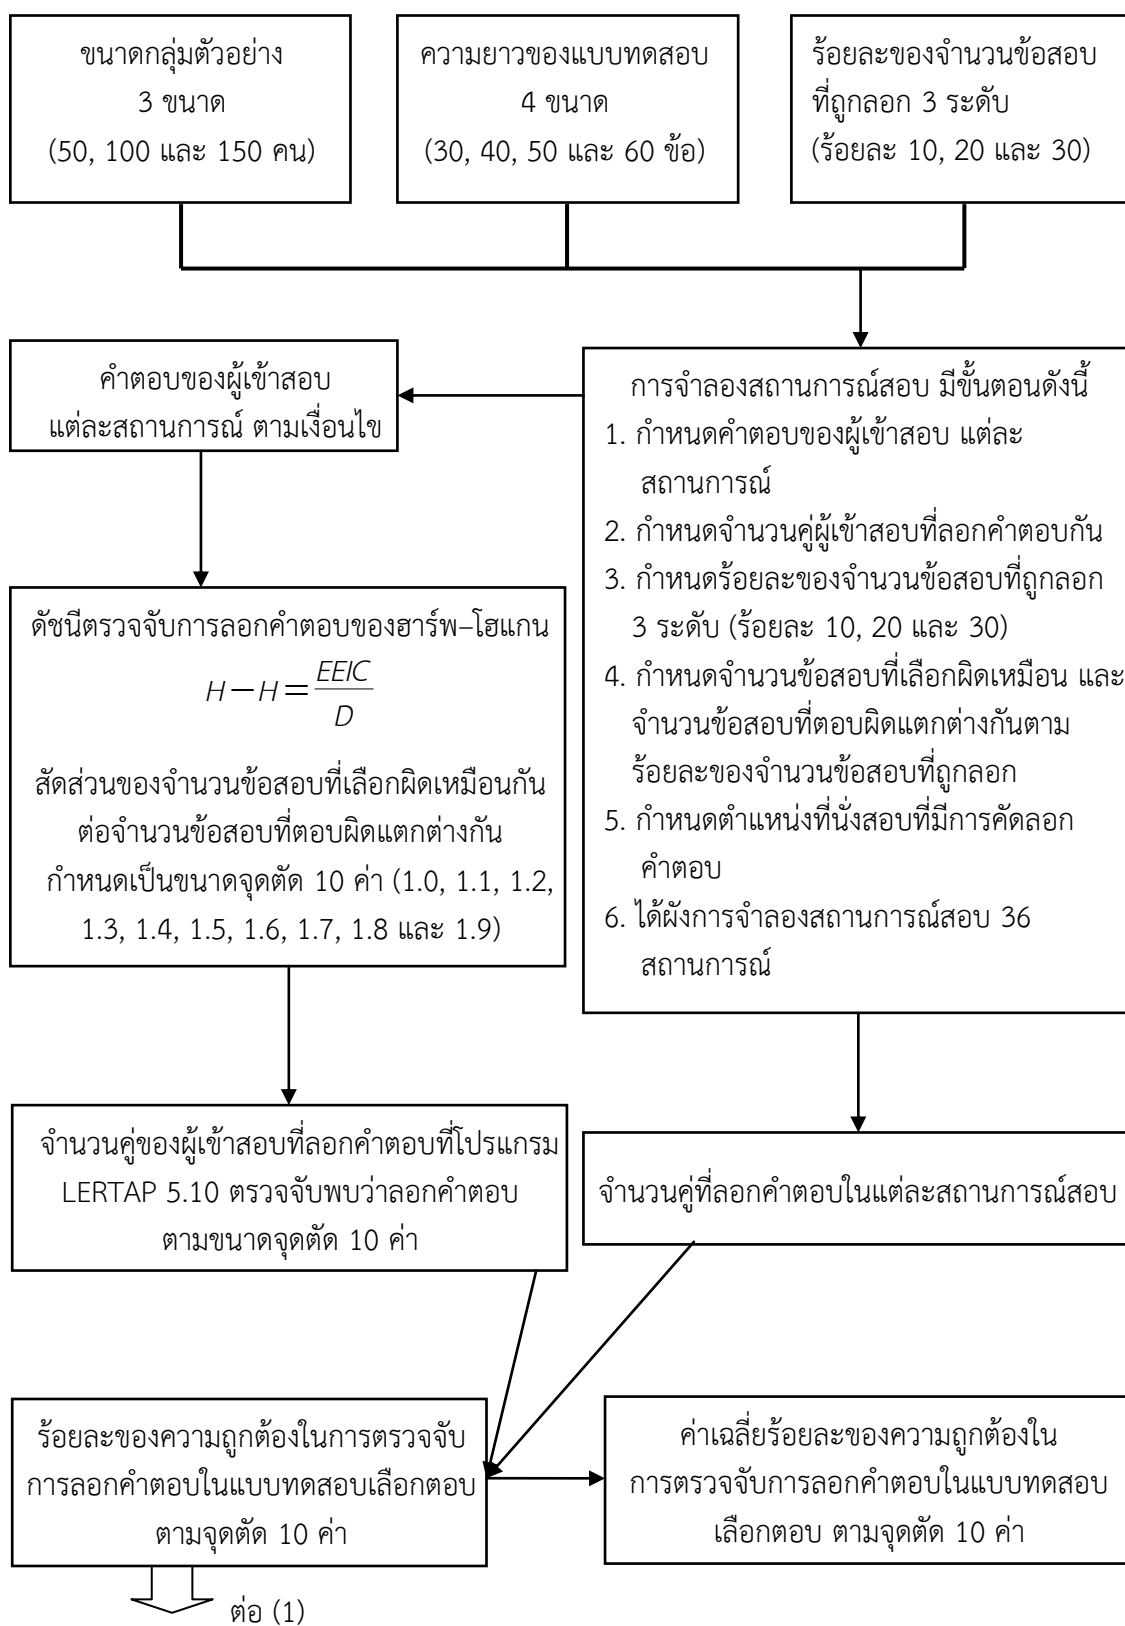 ขนาดกลุ่มตัวอย่าง
3 ขนาด
(50, 100 และ 150 คน)
ความยาวของแบบทดสอบ
4 ขนาด
(30, 40, 50 และ 60 ข้อ)
ร้อยละของจำนวนข้อสอบ
ที่ถูกลอก 3 ระดับ
(ร้อยละ 10, 20 และ 30)
คำตอบของผู้เข้าสอบ
แต่ละสถานการณ์ ตามเงื่อนไข
การจำลองสถานการณ์สอบ มีขั้นตอนดังนี้
1. กำหนดคำตอบของผู้เข้าสอบ แต่ละ
สถานการณ์
2. กำหนดจำนวนคู่ผู้เข้าสอบที่ลอกคำตอบกัน
3. กำหนดร้อยละของจำนวนข้อสอบที่ถูกลอก
3 ระดับ (ร้อยละ 10, 20 และ 30)
4. กำหนดจำนวนข้อสอบที่เลือกผิดเหมือน และ
จำนวนข้อสอบที่ตอบผิดแตกต่างกันตาม
ร้อยละของจำนวนข้อสอบที่ถูกลอก
5. กำหนดตำแหน่งที่นั่งสอบที่มีการคัดลอก
คำตอบ
6. ได้ผังการจำลองสถานการณ์สอบ 36
สถานการณ์
ดัชนีตรวจจับการลอกคำตอบของฮาร์พ–โฮแกน
H − H = EEIC / D
สัดส่วนของจำนวนข้อสอบที่เลือกผิดเหมือนกัน
ต่อจำนวนข้อสอบที่ตอบผิดแตกต่างกัน
กำหนดเป็นขนาดจุดตัด 10 ค่า (1.0, 1.1, 1.2,
1.3, 1.4, 1.5, 1.6, 1.7, 1.8 และ 1.9)
จำนวนคู่ของผู้เข้าสอบที่ลอกคำตอบที่โปรแกรม
LERTAP 5.10 ตรวจจับพบว่าลอกคำตอบ
ตามขนาดจุดตัด 10 ค่า
จำนวนคู่ที่ลอกคำตอบในแต่ละสถานการณ์สอบ
ร้อยละของความถูกต้องในการตรวจจับ
การลอกคำตอบในแบบทดสอบเลือกตอบ
ตามจุดตัด 10 ค่า
ค่าเฉลี่ยร้อยละของความถูกต้องใน
การตรวจจับการลอกคำตอบในแบบทดสอบ
เลือกตอบ ตามจุดตัด 10 ค่า
ต่อ (1)